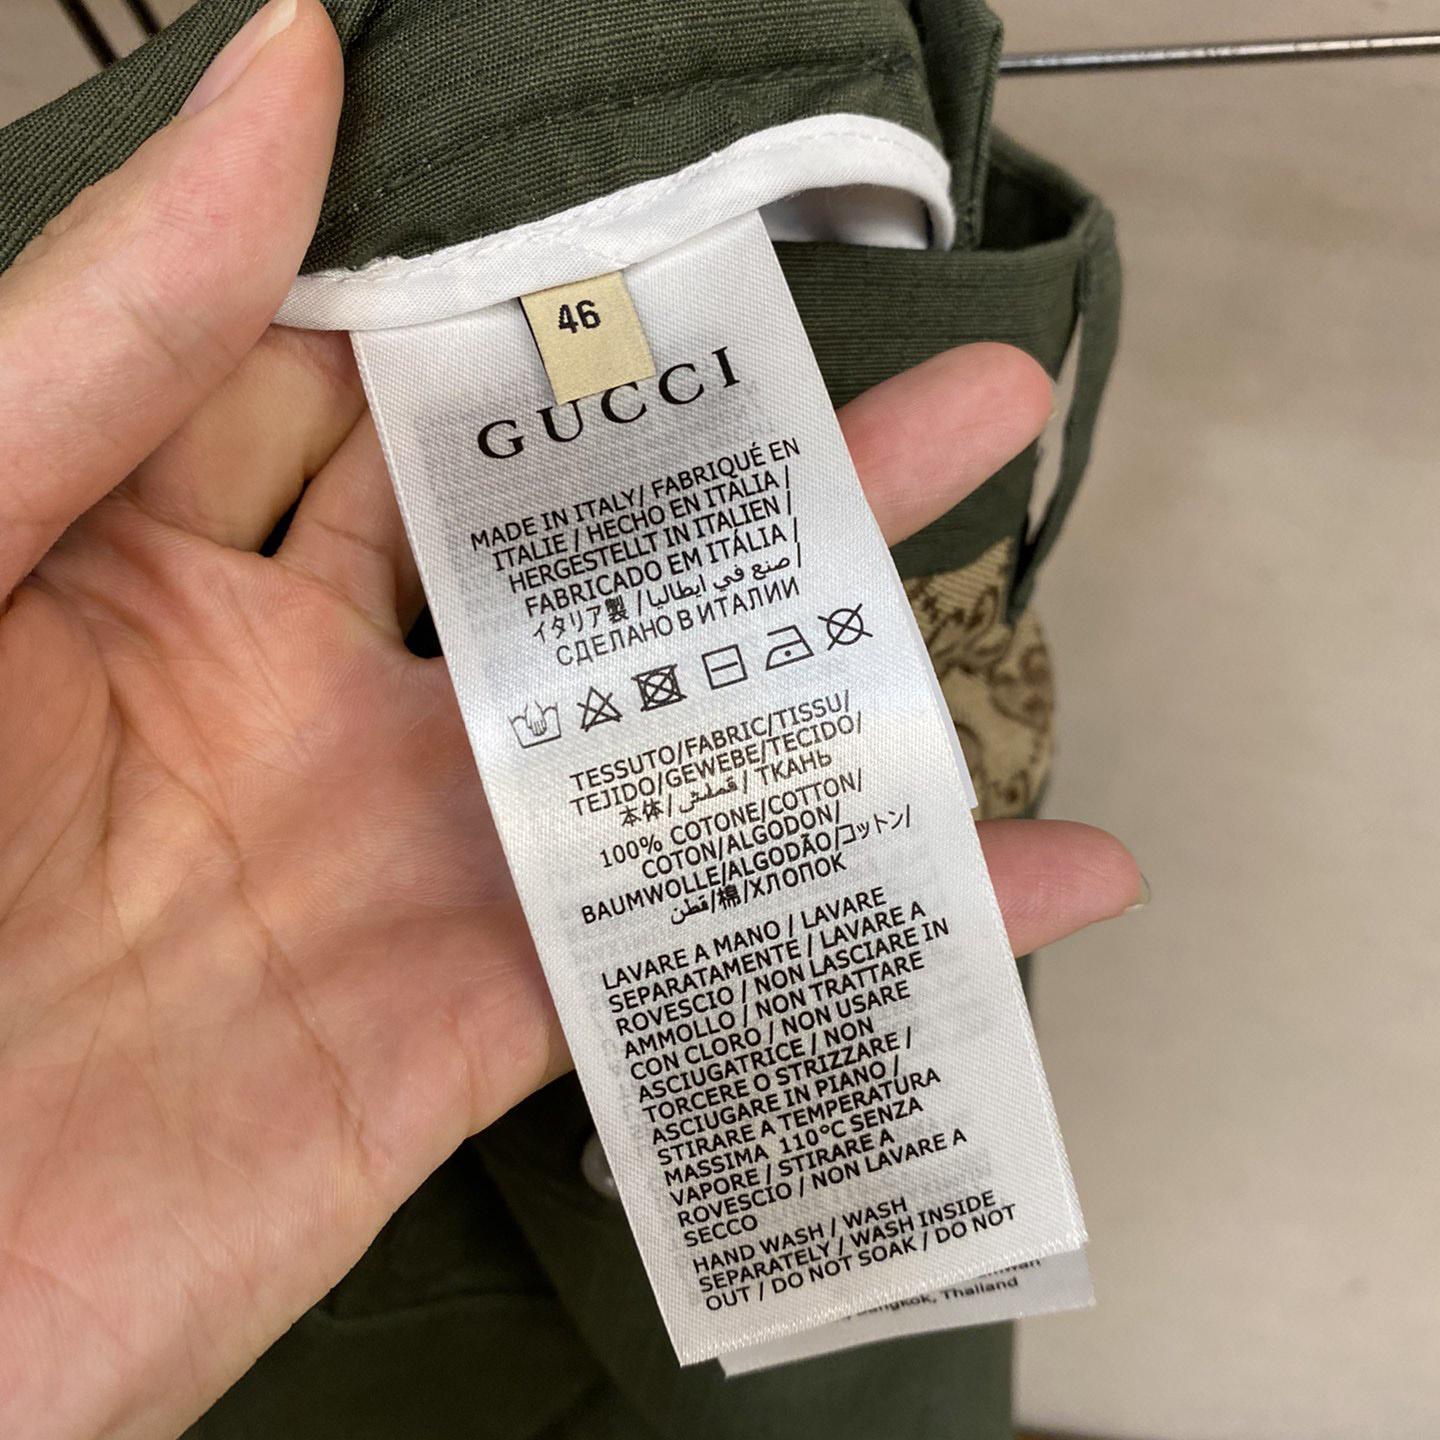 46
GUCCI
MADE IN ITALY/ FABRIQUÉ EN
ITALIE / HECHO EN ITALIA /
HERGESTELLT IN ITALIEN /
FABRICADO EM ITÁLIA /
イタリア製 / صنع في ايطاليا /
СДЕЛАНО В ИТАЛИИ
TESSUTO/FABRIC/TISSU/
TEJIDO/GEWEBE/TECIDO/
本体/قملش/ ТКАНЬ
100% COTONE/COTTON/
COTON/ALGODON/
BAUMWOLLE/ALGODÃO/コットン/
قطن/棉/ХЛОПОК
LAVARE A MANO / LAVARE
SEPARATAMENTE / LAVARE A
ROVESCIO / NON LASCIARE IN
AMMOLLO / NON TRATTARE
CON CLORO / NON USARE
ASCIUGATRICE / NON
TORCERE O STRIZZARE /
ASCIUGARE IN PIANO /
STIRARE A TEMPERATURA
MASSIMA 110°C SENZA
VAPORE / STIRARE A
ROVESCIO / NON LAVARE A
SECCO
HAND WASH / WASH
SEPARATELY / WASH INSIDE
OUT / DO NOT SOAK / DO NOT
Bangkok, Thailand